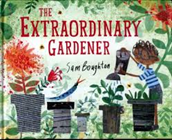 THE
EXTRAORDINARY
GARDENER
Sam Boughton